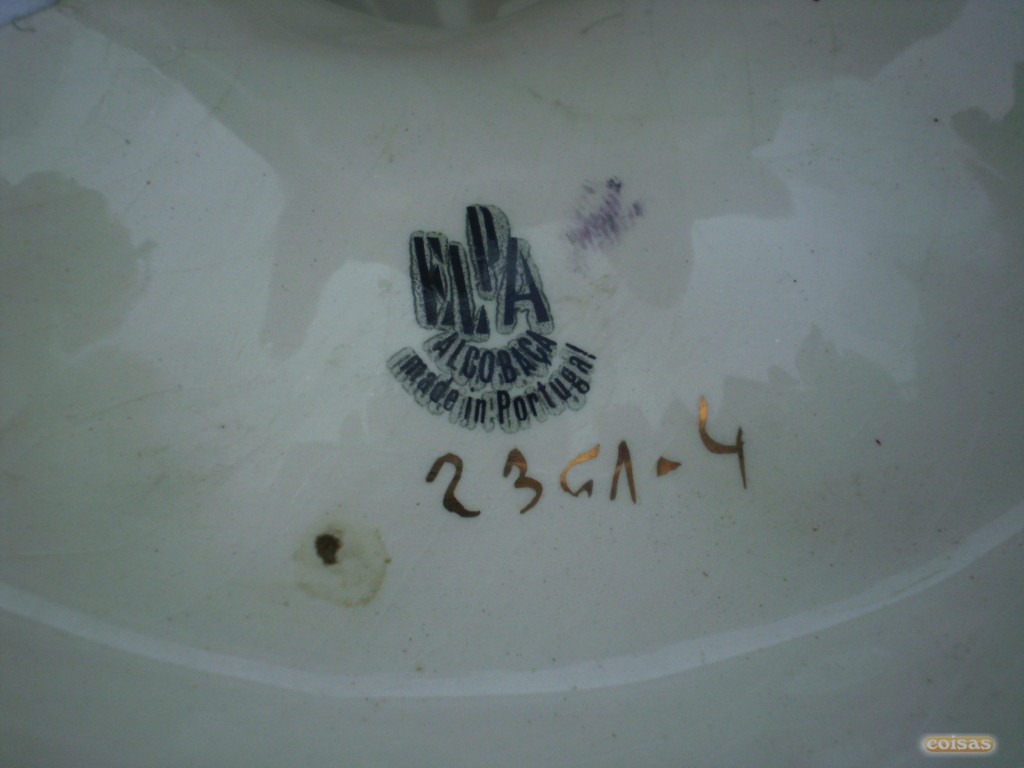 ELPA
ALCOBAÇA
made in Portugal
23G1-4
coisas